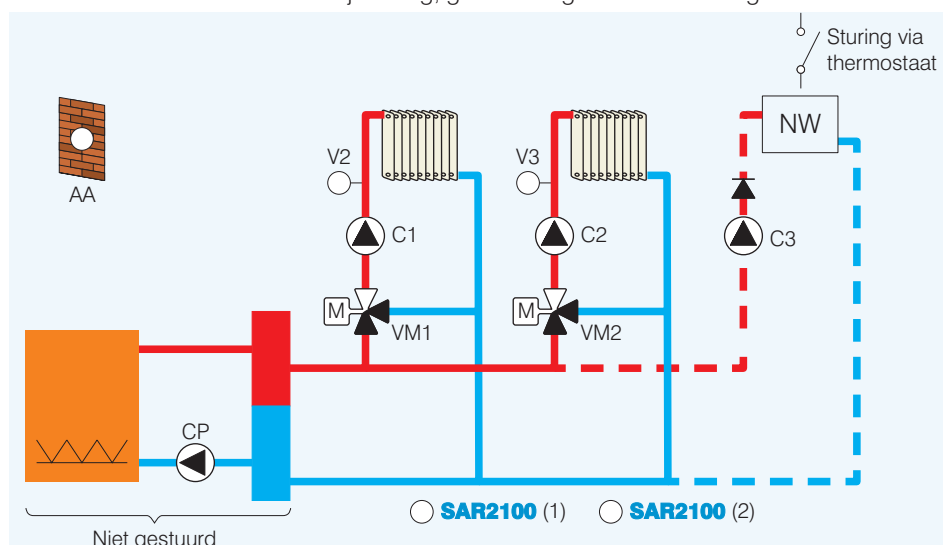 Sturing via
thermostaat
NW
AA
V2
V3
C1
C2
C3
M
VM1
M
VM2
CP
SAR2100 (1)
SAR2100 (2)
Niet gestuurd